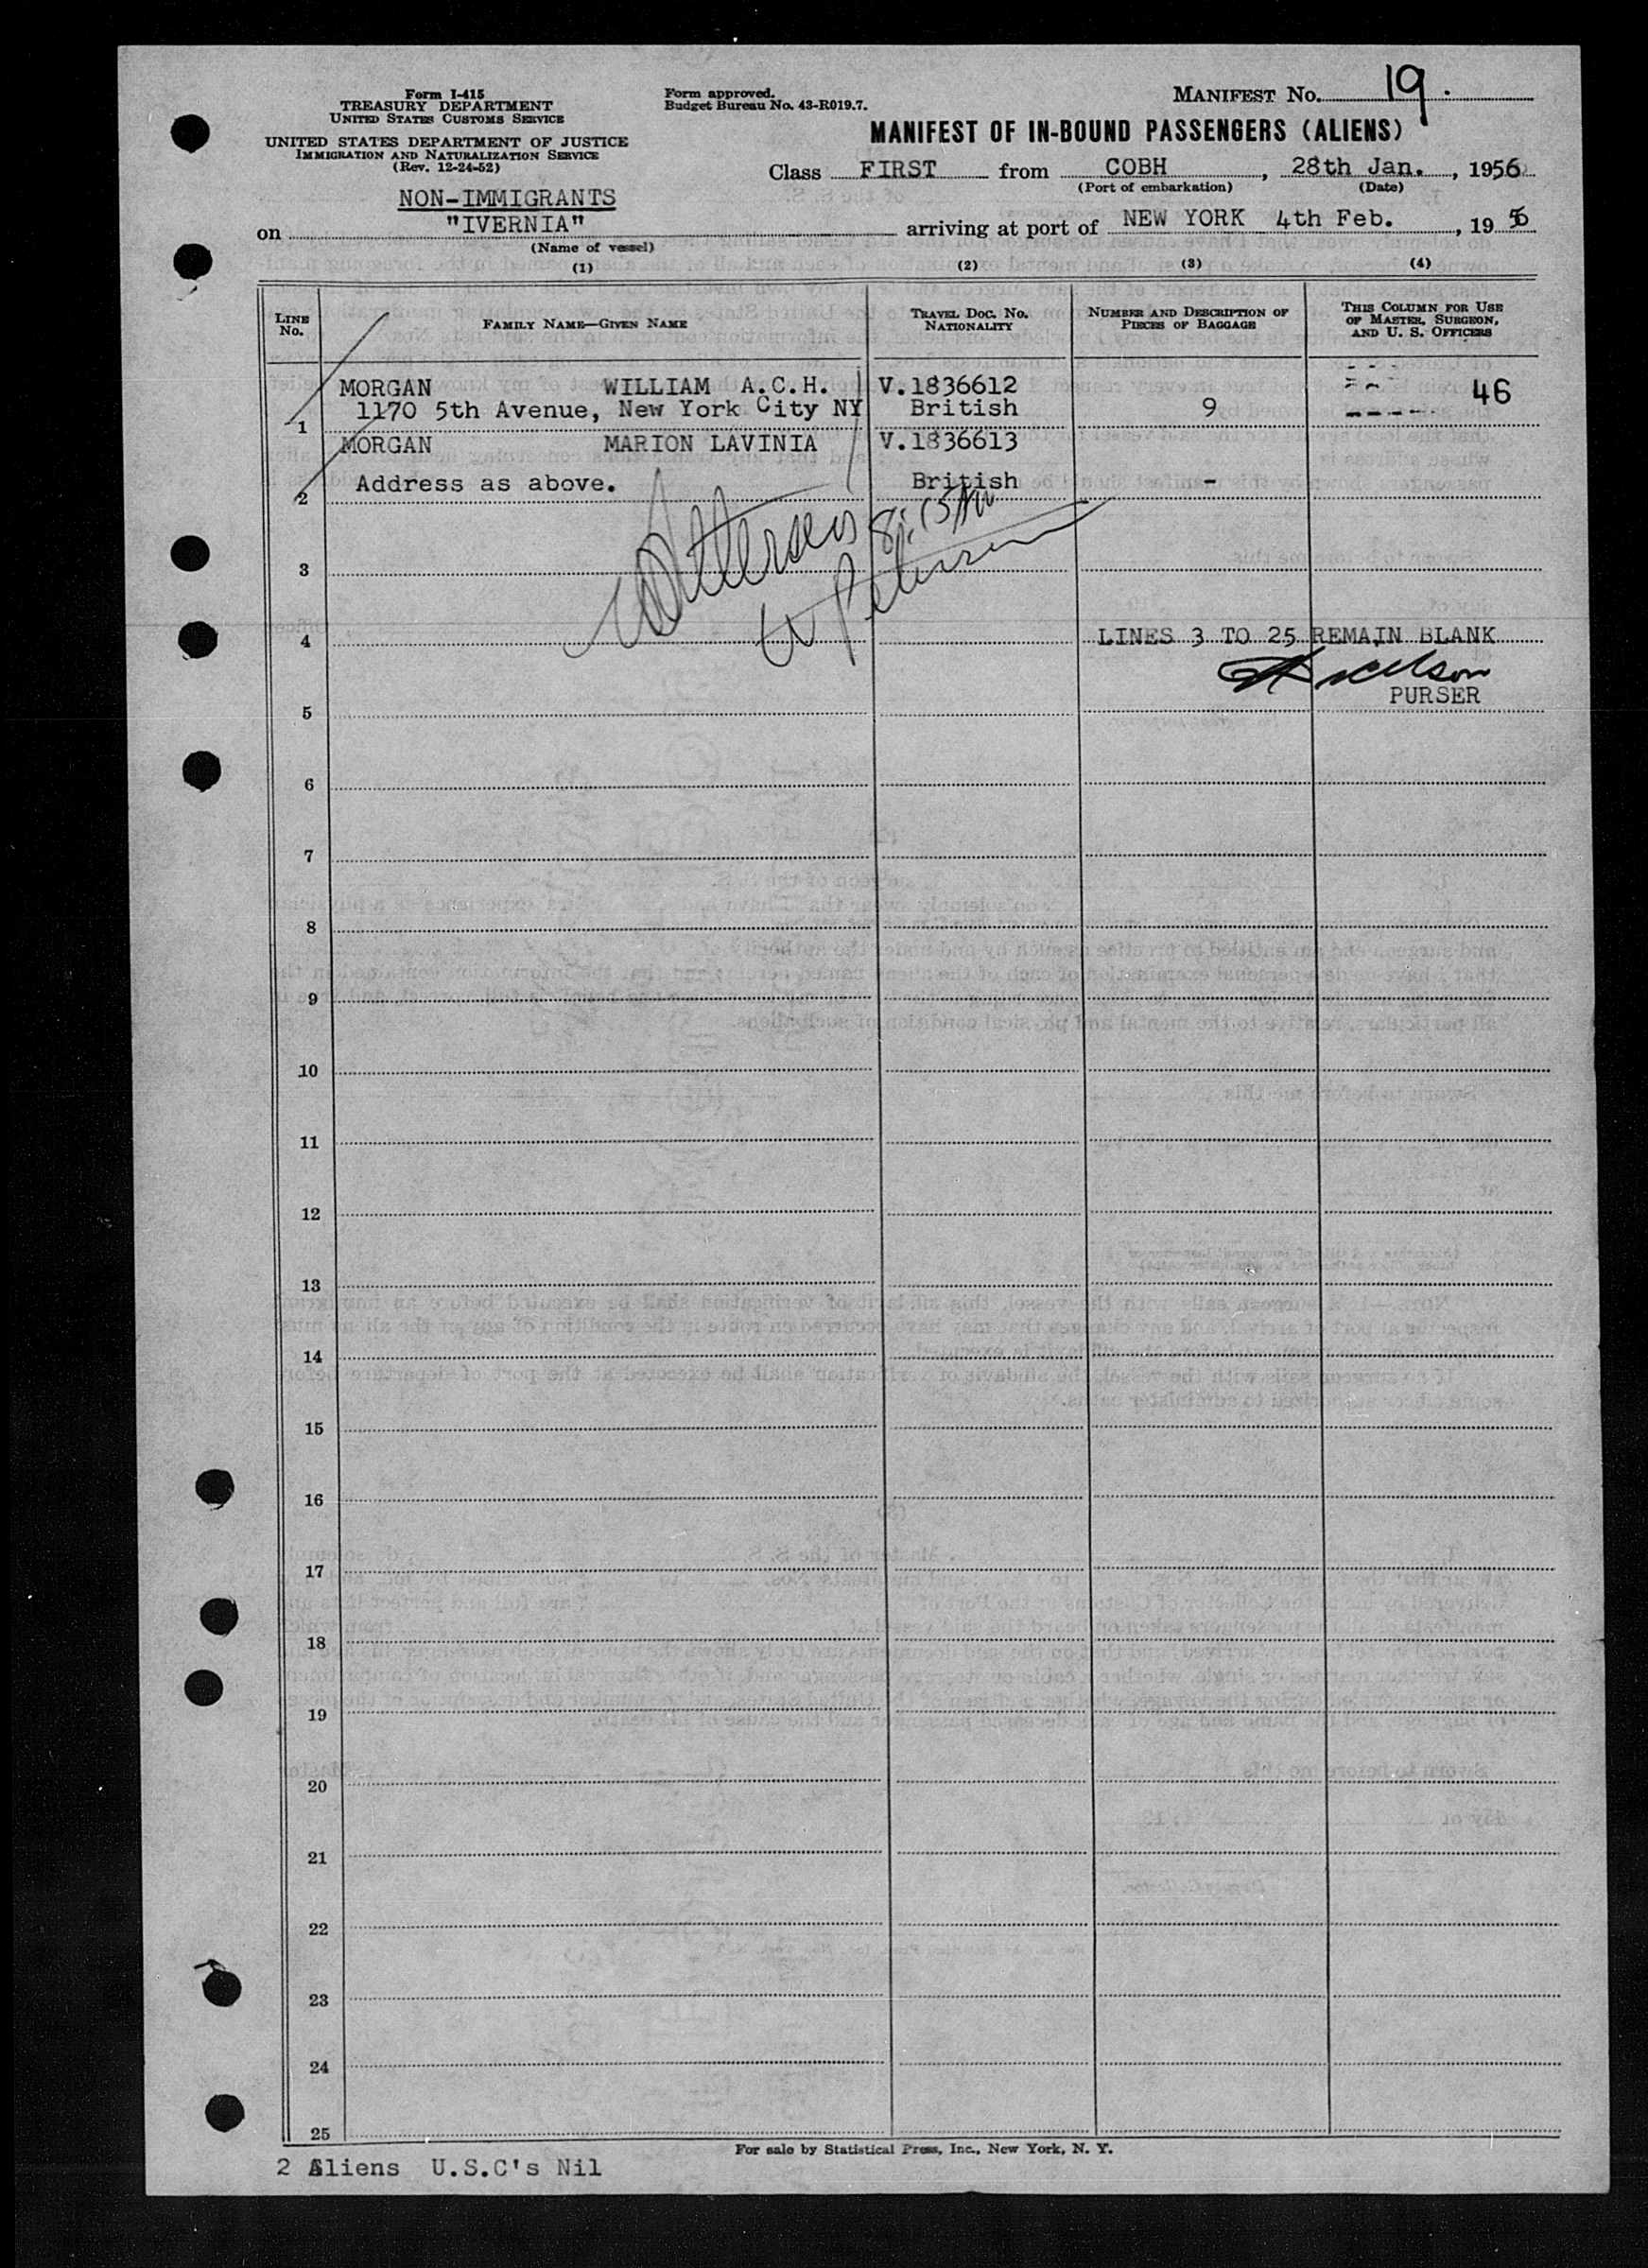 Form I-415
TREASURY DEPARTMENT
UNITED STATES CUSTOMS SERVICE
UNITED STATES DEPARTMENT OF JUSTICE
IMMIGRATION AND NATURALIZATION SERVICE
(Rev. 12-24-52)
Form approved.
Budget Bureau No. 43-R019.7.
MANIFEST No. 19.
MANIFEST OF IN-BOUND PASSENGERS (ALIENS)
Class FIRST from COBH, 28th Jan., 1956
(Port of embarkation) (Date)
NON-IMMIGRANTS
on "IVERNIA" arriving at port of NEW YORK 4th Feb., 1956
(Name of vessel)
(1) (2) (3) (4)
LINE No. FAMILY NAME—GIVEN NAME TRAVEL DOC. No. NATIONALITY NUMBER AND DESCRIPTION OF PIECES OF BAGGAGE THIS COLUMN FOR USE OF MASTER, SURGEON, AND U. S. OFFICERS
MORGAN WILLIAM A.C.H. V.1836612 46
1 1170 5th Avenue, New York City NY British 9
MORGAN MARION LAVINIA V.1836613
2 Address as above. British -
8:15 AM
3
4 LINES 3 TO 25 REMAIN BLANK
PURSER
5
6
7
8
9
10
11
12
13
14
15
16
17
18
19
20
21
22
23
24
25
For sale by Statistical Press, Inc., New York, N. Y.
2 Aliens U.S.C's Nil